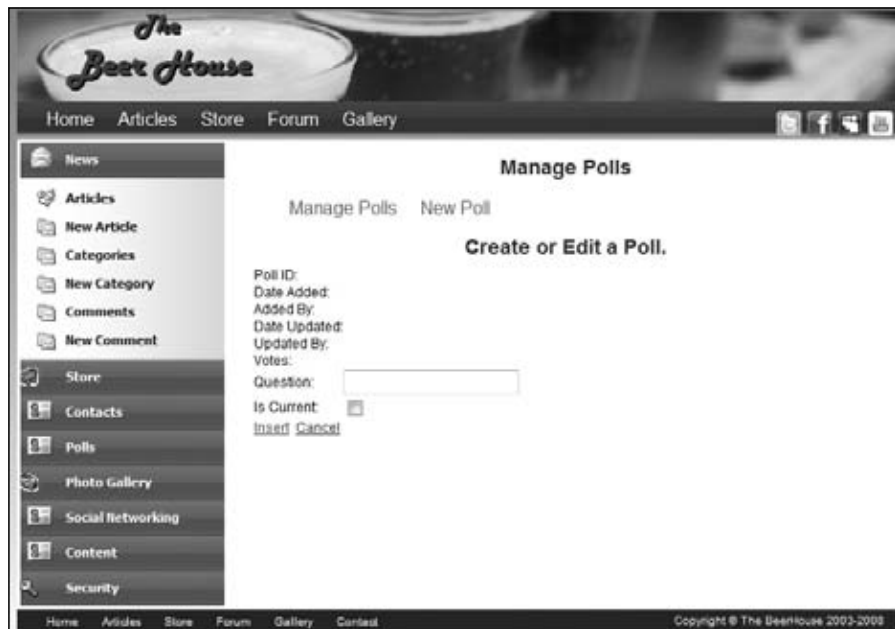 The
Beer House
Home Articles Store Forum Gallery
News
Articles
New Article
Categories
New Category
Comments
New Comment
Store
Contacts
Polls
Photo Gallery
Social Networking
Content
Security
Manage Polls
Manage Polls New Poll
Create or Edit a Poll.
Poll ID:
Date Added:
Added By:
Date Updated:
Updated By:
Votes:
Question:
Is Current:
Insert Cancel
Home Articles Store Forum Gallery Contact
Copyright © The BeerHouse 2003-2008